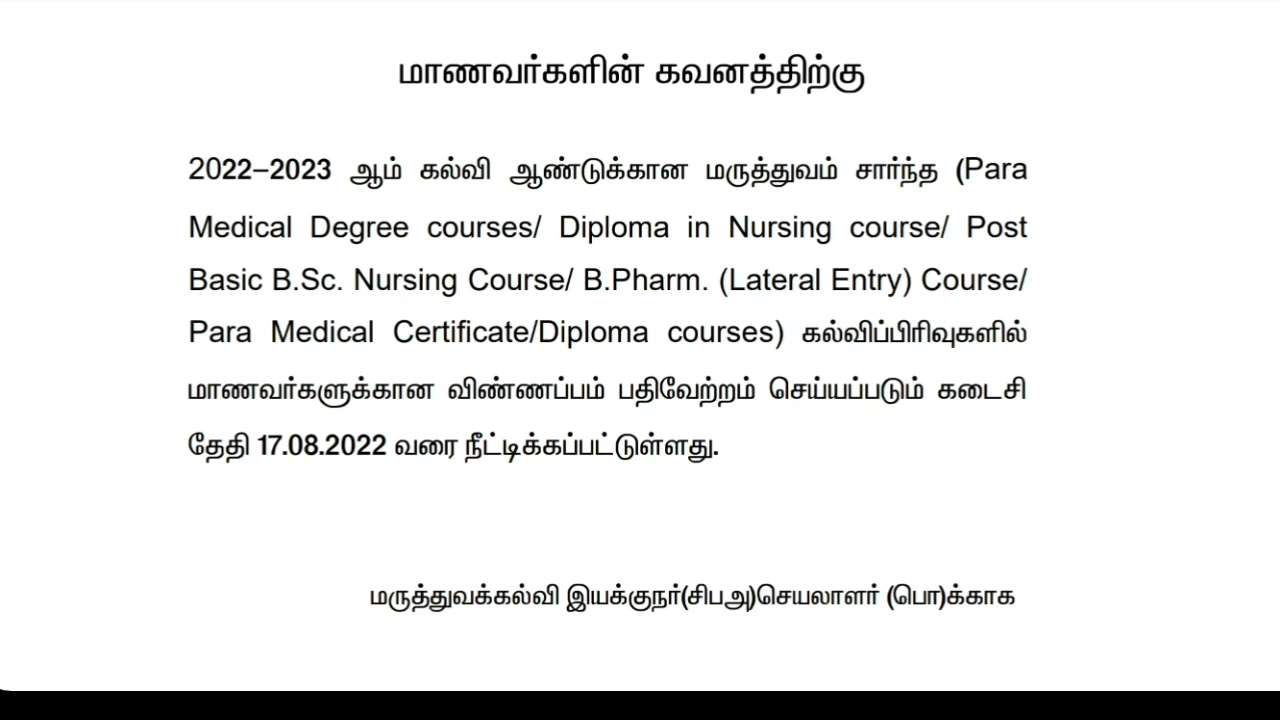 மாணவர்களின் கவனத்திற்கு
2022–2023 ஆம் கல்வி ஆண்டுக்கான மருத்துவம் சார்ந்த (Para
Medical Degree courses/ Diploma in Nursing course/ Post
Basic B.Sc. Nursing Course/ B.Pharm. (Lateral Entry) Course/
Para Medical Certificate/Diploma courses) கல்விப்பிரிவுகளில்
மாணவர்களுக்கான விண்ணப்பம் பதிவேற்றம் செய்யப்படும் கடைசி
தேதி 17.08.2022 வரை நீட்டிக்கப்பட்டுள்ளது.
மருத்துவக்கல்வி இயக்குநர்(சிபஅ)செயலாளர் (பொ)க்காக